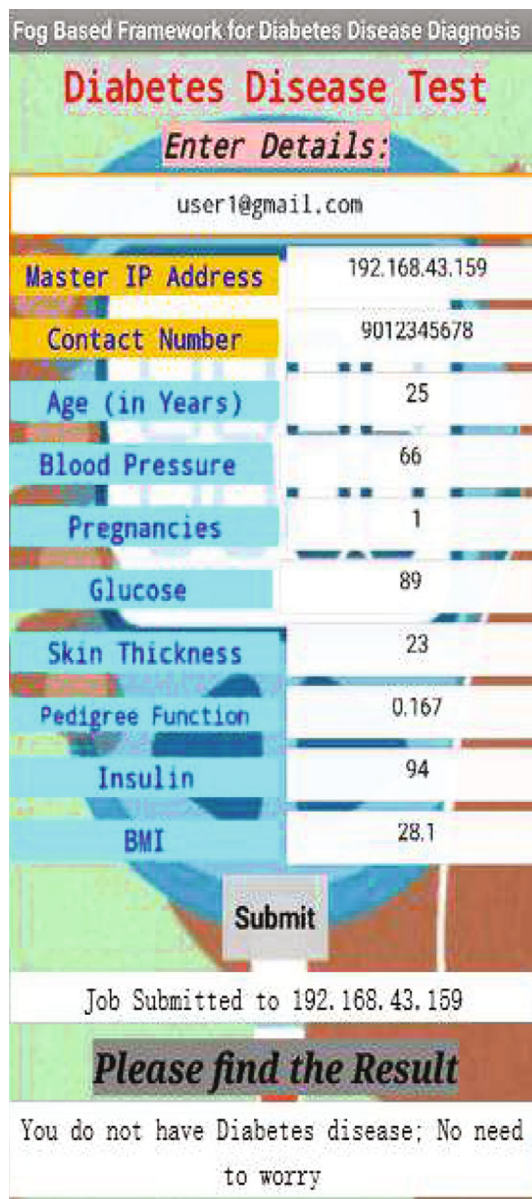 Fog Based Framework for Diabetes Disease Diagnosis
Diabetes Disease Test
Enter Details:
user1@gmail.com
Master IP Address 192.168.43.159
Contact Number 9012345678
Age (in Years) 25
Blood Pressure 66
Pregnancies 1
Glucose 89
Skin Thickness 23
Pedigree Function 0.167
Insulin 94
BMI 28.1
Submit
Job Submitted to 192.168.43.159
Please find the Result
You do not have Diabetes disease; No need
to worry